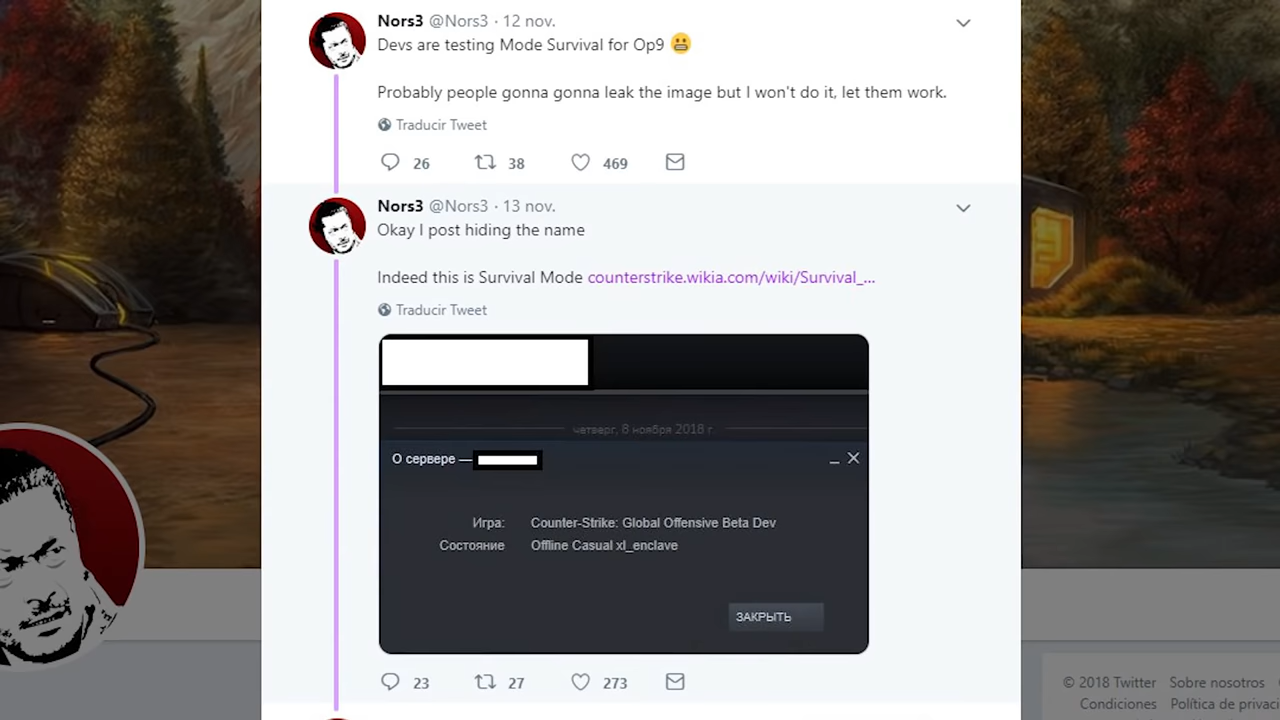 Nors3 @Nors3 · 12 nov.
Devs are testing Mode Survival for Op9 😬
Probably people gonna gonna leak the image but I won't do it, let them work.
Traducir Tweet
26 38 469
Nors3 @Nors3 · 13 nov.
Okay I post hiding the name
Indeed this is Survival Mode counterstrike.wikia.com/wiki/Survival_...
Traducir Tweet
четверг, 8 ноября 2018 г.
О сервере —
Игра: Counter-Strike: Global Offensive Beta Dev
Состояние Offline Casual xl_enclave
ЗАКРЫТЬ
23 27 273
© 2018 Twitter Sobre nosotros
Condiciones Política de privaci